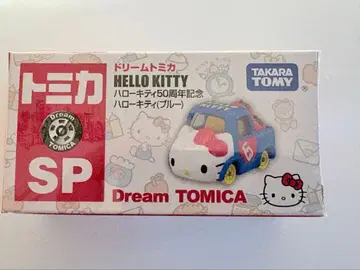 トミカ
Dream
TOMICA
SP
ドリームトミカ
HELLO KITTY
ハローキティ50周年記念
ハローキティ(ブルー)
TAKARA
TOMY
Dream TOMICA